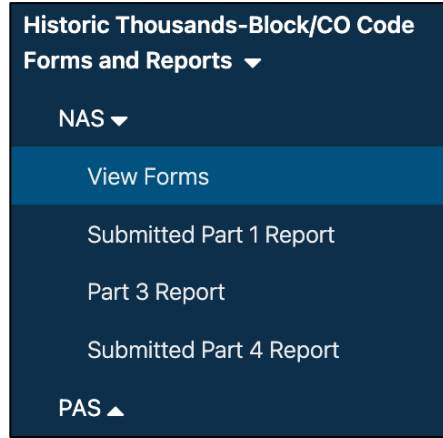 Historic Thousands-Block/CO Code
Forms and Reports
NAS
View Forms
Submitted Part 1 Report
Part 3 Report
Submitted Part 4 Report
PAS